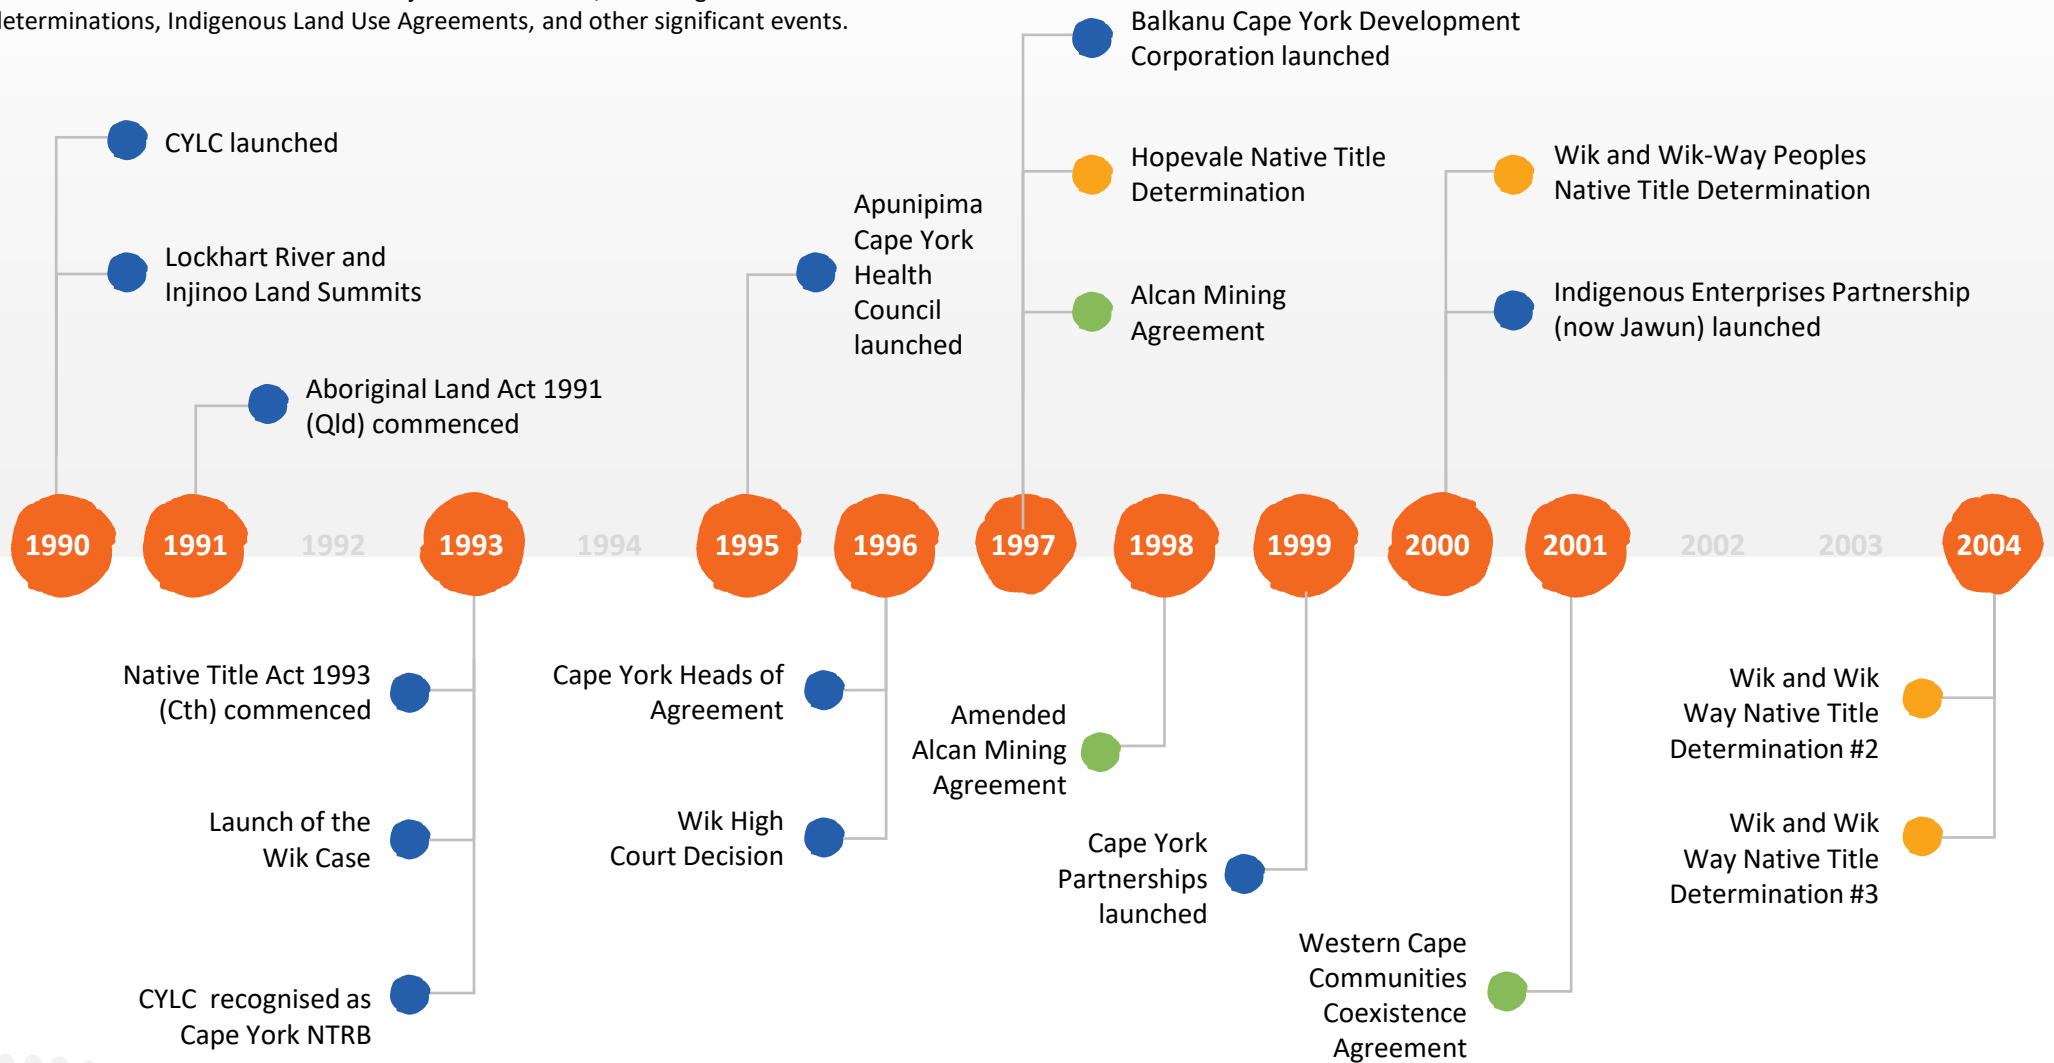 determinations, Indigenous Land Use Agreements, and other significant events.
CYLC launched
Lockhart River and
Injinoo Land Summits
Aboriginal Land Act 1991
(Qld) commenced
Apunipima
Cape York
Health
Council
launched
Balkanu Cape York Development
Corporation launched
Hopevale Native Title
Determination
Alcan Mining
Agreement
Wik and Wik-Way Peoples
Native Title Determination
Indigenous Enterprises Partnership
(now Jawun) launched
1990 1991 1992 1993 1994 1995 1996 1997 1998 1999 2000 2001 2002 2003 2004
Native Title Act 1993
(Cth) commenced
Launch of the
Wik Case
CYLC recognised as
Cape York NTRB
Cape York Heads of
Agreement
Wik High
Court Decision
Amended
Alcan Mining
Agreement
Cape York
Partnerships
launched
Western Cape
Communities
Coexistence
Agreement
Wik and Wik
Way Native Title
Determination #2
Wik and Wik
Way Native Title
Determination #3